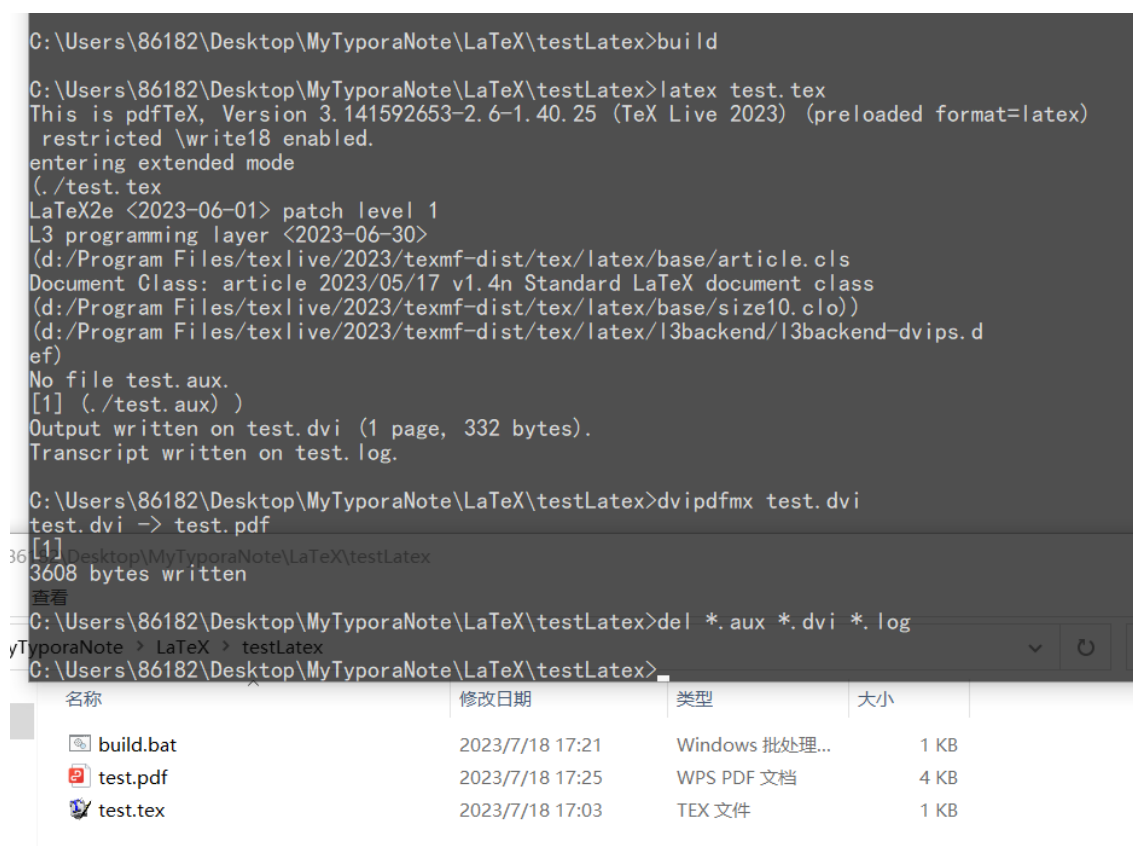 C:\Users\86182\Desktop\MyTyporaNote\LaTeX\testLatex>build
C:\Users\86182\Desktop\MyTyporaNote\LaTeX\testLatex>latex test.tex
This is pdfTeX, Version 3.141592653-2.6-1.40.25 (TeX Live 2023) (preloaded format=latex)
 restricted \write18 enabled.
entering extended mode
(./test.tex
LaTeX2e <2023-06-01> patch level 1
L3 programming layer <2023-06-30>
(d:/Program Files/texlive/2023/texmf-dist/tex/latex/base/article.cls
Document Class: article 2023/05/17 v1.4n Standard LaTeX document class
(d:/Program Files/texlive/2023/texmf-dist/tex/latex/base/size10.clo))
(d:/Program Files/texlive/2023/texmf-dist/tex/latex/l3backend/l3backend-dvips.d
ef)
No file test.aux.
[1] (./test.aux) )
Output written on test.dvi (1 page, 332 bytes).
Transcript written on test.log.
C:\Users\86182\Desktop\MyTyporaNote\LaTeX\testLatex>dvipdfmx test.dvi
test.dvi -> test.pdf
[1]
86182\Desktop\MyTyporaNote\LaTeX\testLatex
3608 bytes written
查看
C:\Users\86182\Desktop\MyTyporaNote\LaTeX\testLatex>del *.aux *.dvi *.log
yTyporaNote > LaTeX > testLatex
C:\Users\86182\Desktop\MyTyporaNote\LaTeX\testLatex>
名称 修改日期 类型 大小
build.bat 2023/7/18 17:21 Windows 批处理... 1 KB
test.pdf 2023/7/18 17:25 WPS PDF 文档 4 KB
test.tex 2023/7/18 17:03 TEX 文件 1 KB